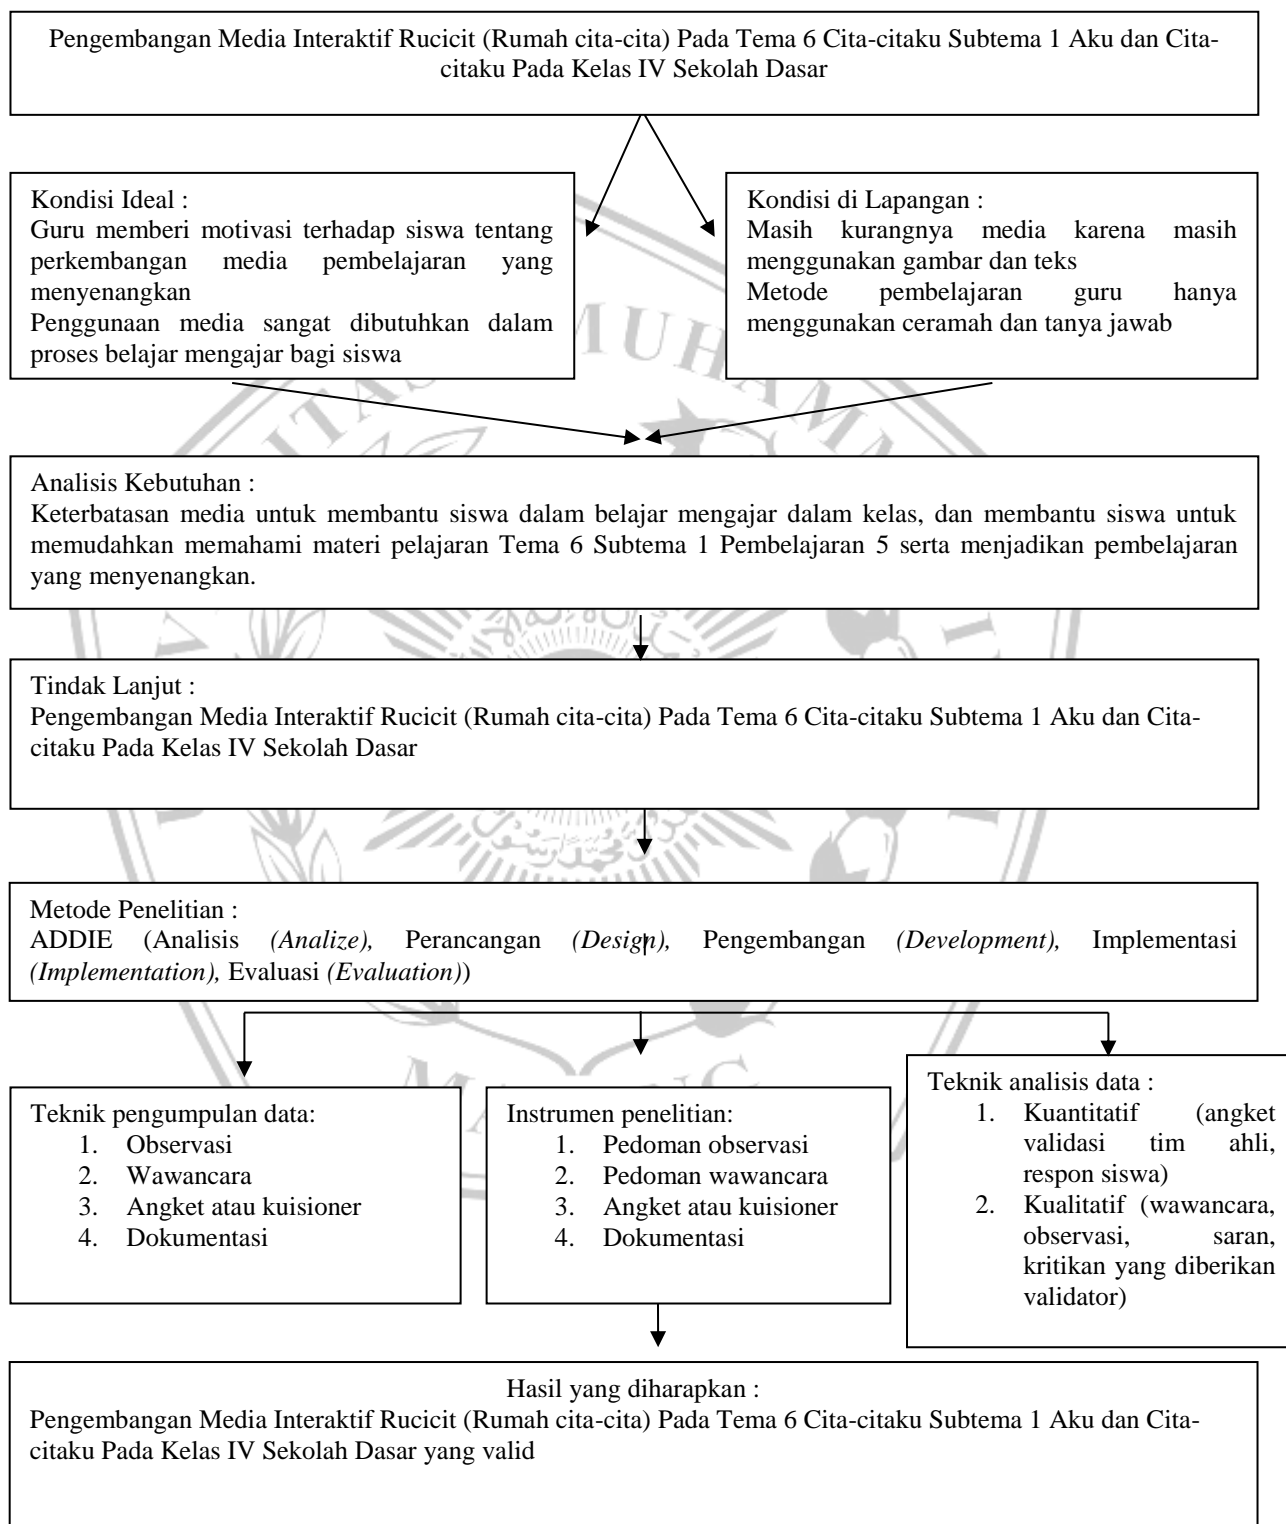 Pengembangan Media Interaktif Rucicit (Rumah cita-cita) Pada Tema 6 Cita-citaku Subtema 1 Aku dan Cita-
citaku Pada Kelas IV Sekolah Dasar
Kondisi Ideal :
Guru memberi motivasi terhadap siswa tentang
perkembangan media pembelajaran yang
menyenangkan
Penggunaan media sangat dibutuhkan dalam
proses belajar mengajar bagi siswa
Kondisi di Lapangan :
Masih kurangnya media karena masih
menggunakan gambar dan teks
Metode pembelajaran guru hanya
menggunakan ceramah dan tanya jawab
Analisis Kebutuhan :
Keterbatasan media untuk membantu siswa dalam belajar mengajar dalam kelas, dan membantu siswa untuk
memudahkan memahami materi pelajaran Tema 6 Subtema 1 Pembelajaran 5 serta menjadikan pembelajaran
yang menyenangkan.
Tindak Lanjut :
Pengembangan Media Interaktif Rucicit (Rumah cita-cita) Pada Tema 6 Cita-citaku Subtema 1 Aku dan Cita-
citaku Pada Kelas IV Sekolah Dasar
Metode Penelitian :
ADDIE (Analisis (Analize), Perancangan (Design), Pengembangan (Development), Implementasi
(Implementation), Evaluasi (Evaluation))
Teknik pengumpulan data:
1. Observasi
2. Wawancara
3. Angket atau kuisioner
4. Dokumentasi
Instrumen penelitian:
1. Pedoman observasi
2. Pedoman wawancara
3. Angket atau kuisioner
4. Dokumentasi
Teknik analisis data :
1. Kuantitatif (angket
validasi tim ahli,
respon siswa)
2. Kualitatif (wawancara,
observasi, saran,
kritikan yang diberikan
validator)
Hasil yang diharapkan :
Pengembangan Media Interaktif Rucicit (Rumah cita-cita) Pada Tema 6 Cita-citaku Subtema 1 Aku dan Cita-
citaku Pada Kelas IV Sekolah Dasar yang valid